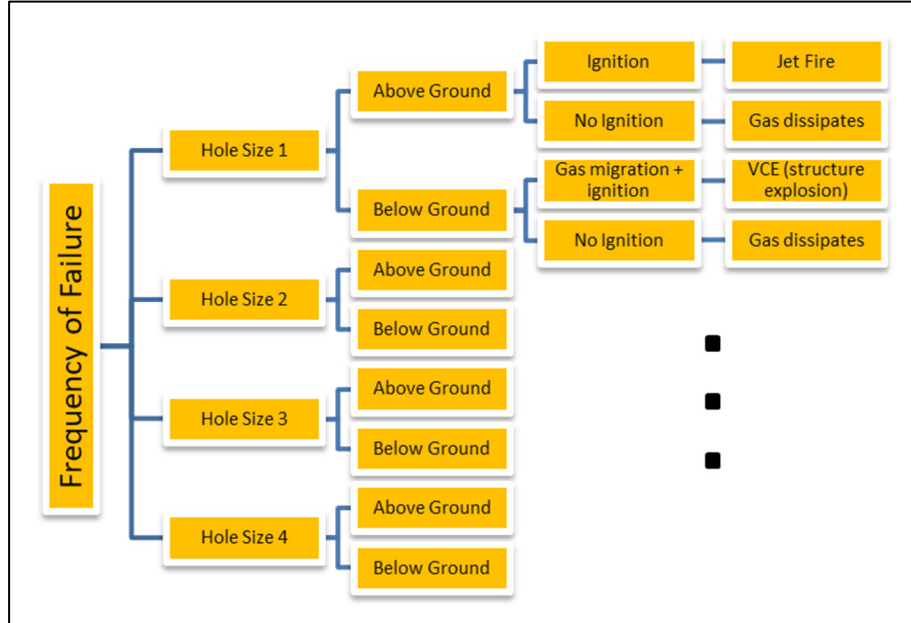 Frequency of Failure
Hole Size 1
Above Ground
Ignition
Jet Fire
No Ignition
Gas dissipates
Below Ground
Gas migration +
ignition
VCE (structure
explosion)
No Ignition
Gas dissipates
Hole Size 2
Above Ground
Below Ground
Hole Size 3
Above Ground
Below Ground
Hole Size 4
Above Ground
Below Ground